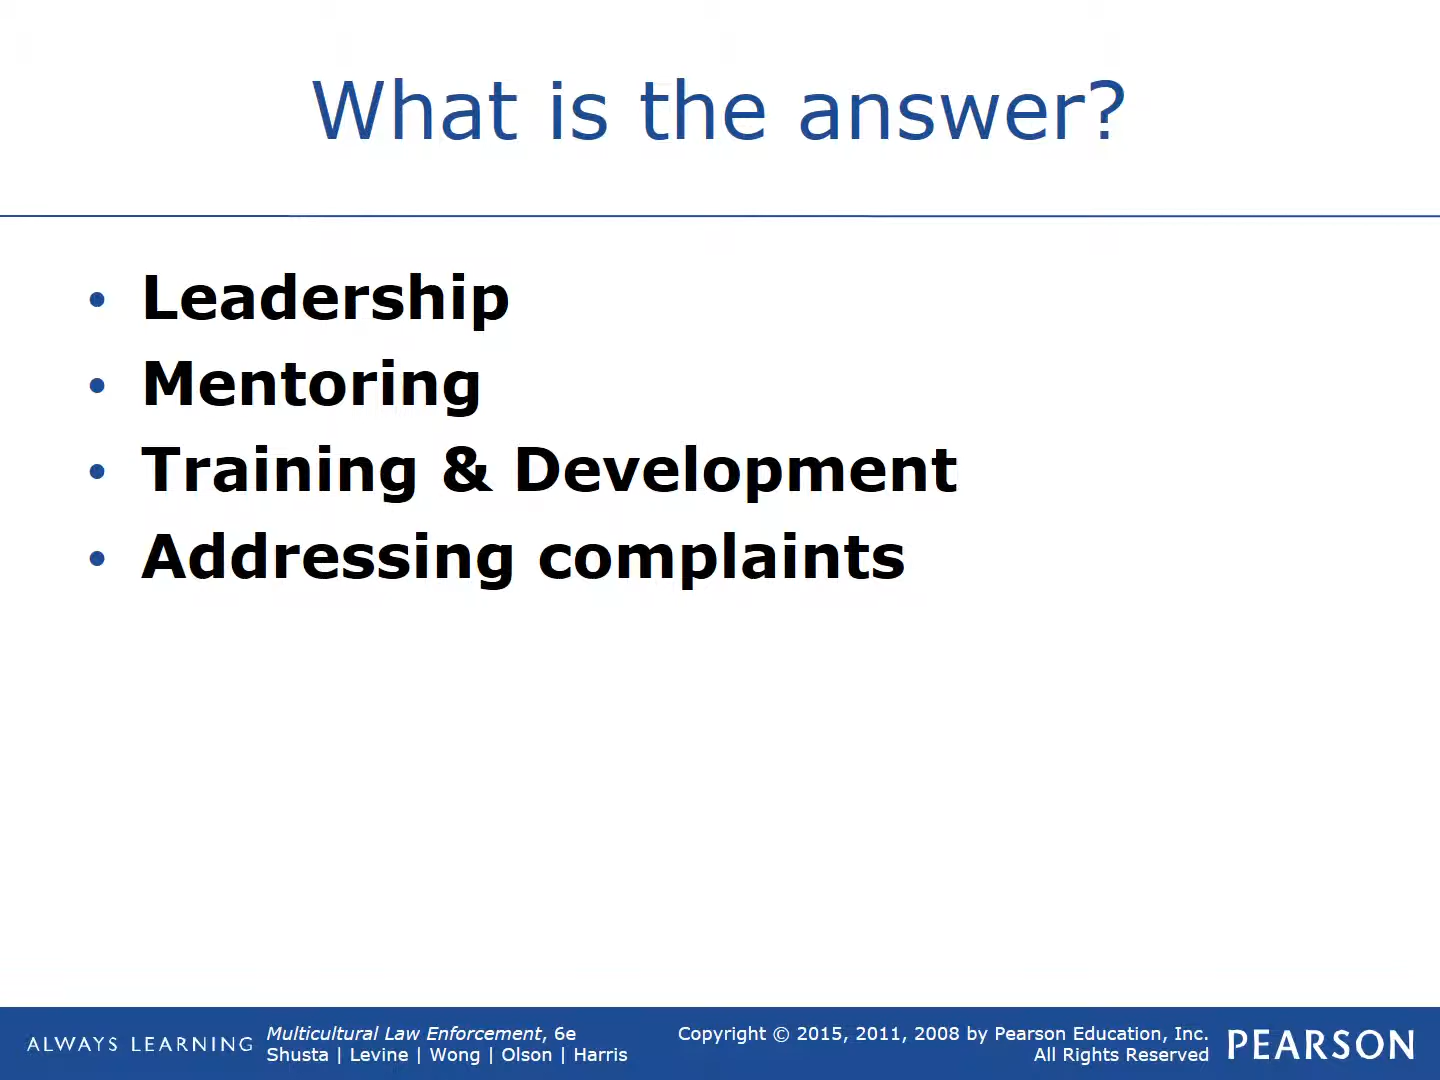 What is the answer?
• Leadership
• Mentoring
• Training & Development
• Addressing complaints
ALWAYS LEARNING
Multicultural Law Enforcement, 6e
Shusta | Levine | Wong | Olson | Harris
Copyright © 2015, 2011, 2008 by Pearson Education, Inc.
All Rights Reserved
PEARSON